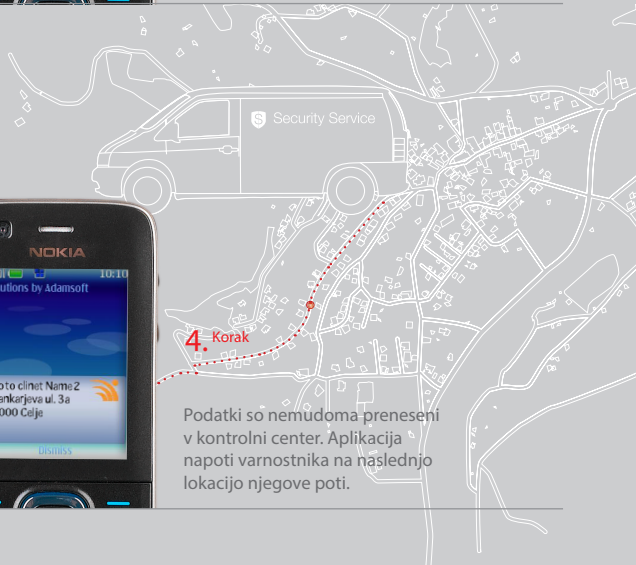 Security Service
NOKIA
10:10
utions by Adamsoft
o to clinet Name2
ankarjeva ul. 3a
000 Celje
Dismiss
4. Korak
Podatki so nemudoma preneseni
v kontrolni center. Aplikacija
napoti varnostnika na naslednjo
lokacijo njegove poti.